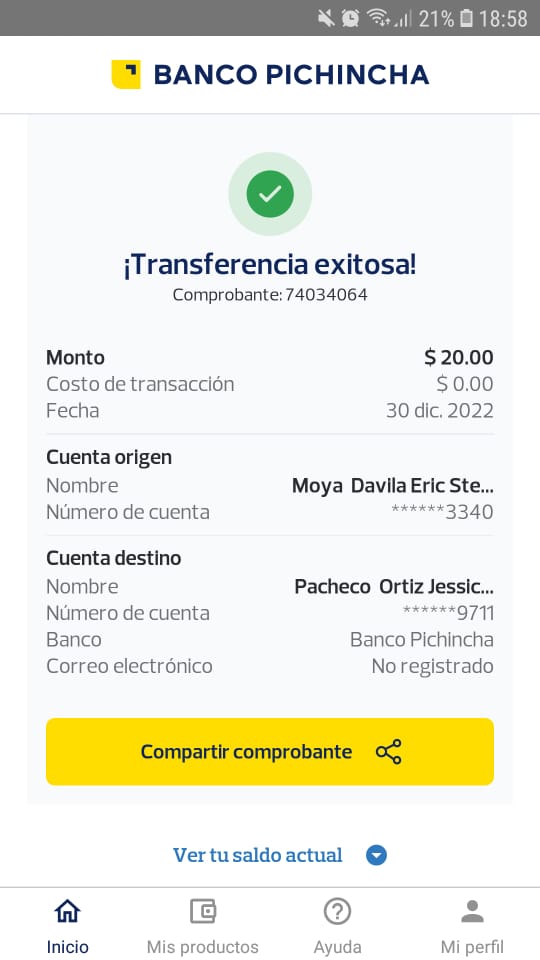 21% 18:58
BANCO PICHINCHA
¡Transferencia exitosa!
Comprobante: 74034064
Monto $ 20.00
Costo de transacción $ 0.00
Fecha 30 dic. 2022
Cuenta origen
Nombre Moya Davila Eric Ste...
Número de cuenta ******3340
Cuenta destino
Nombre Pacheco Ortiz Jessic...
Número de cuenta ******9711
Banco Banco Pichincha
Correo electrónico No registrado
Compartir comprobante
Ver tu saldo actual
Inicio Mis productos Ayuda Mi perfil